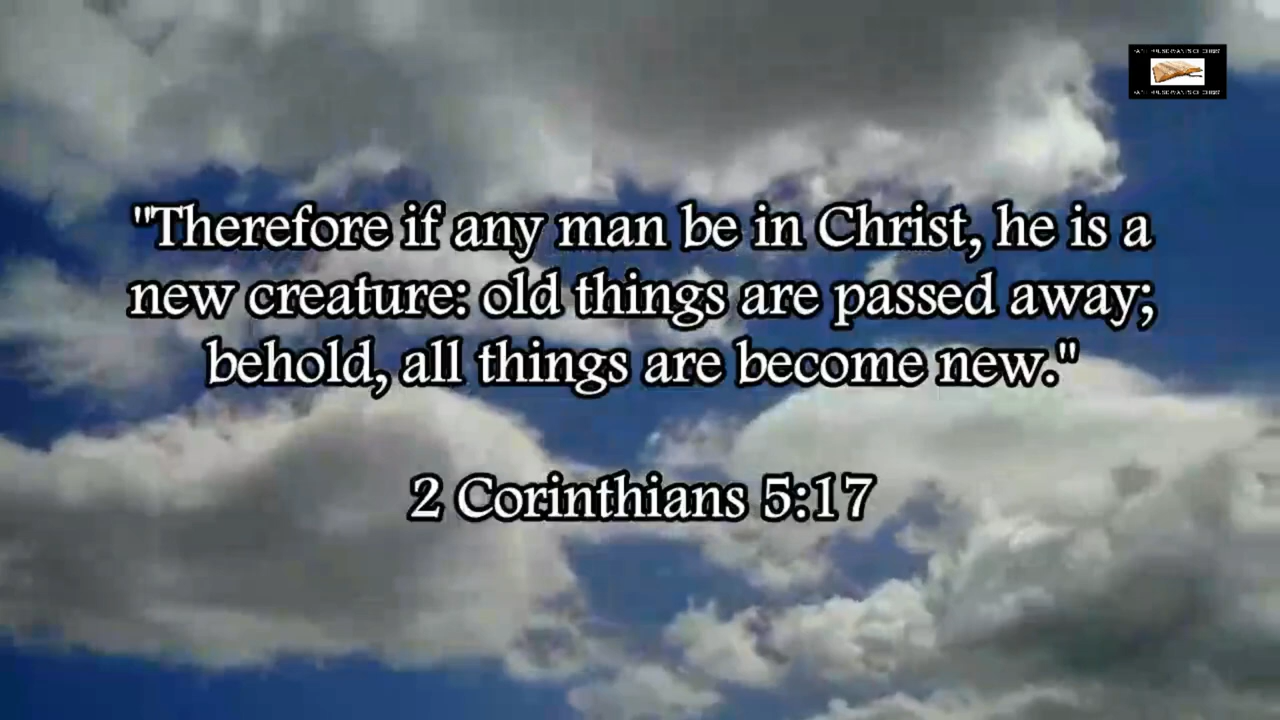 "Therefore if any man be in Christ, he is a
new creature: old things are passed away;
behold, all things are become new."
2 Corinthians 5:17